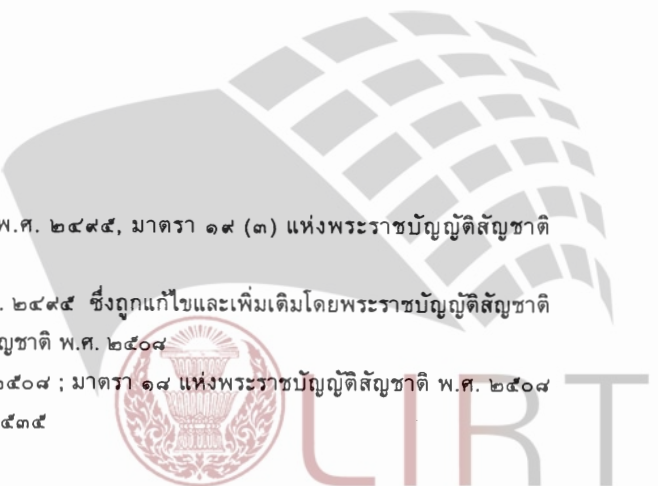 พ.ศ. ๒๔๙๕, มาตรา ๑๙ (๓) แห่งพระราชบัญญัติสัญชาติ
. ๒๔๙๕ ซึ่งถูกแก้ไขและเพิ่มเติมโดยพระราชบัญญัติสัญชาติ
ญชาติ พ.ศ. ๒๕๐๘
๒๕๐๘ ; มาตรา ๑๘ แห่งพระราชบัญญัติสัญชาติ พ.ศ. ๒๕๐๘
๕๓๕
LIRT